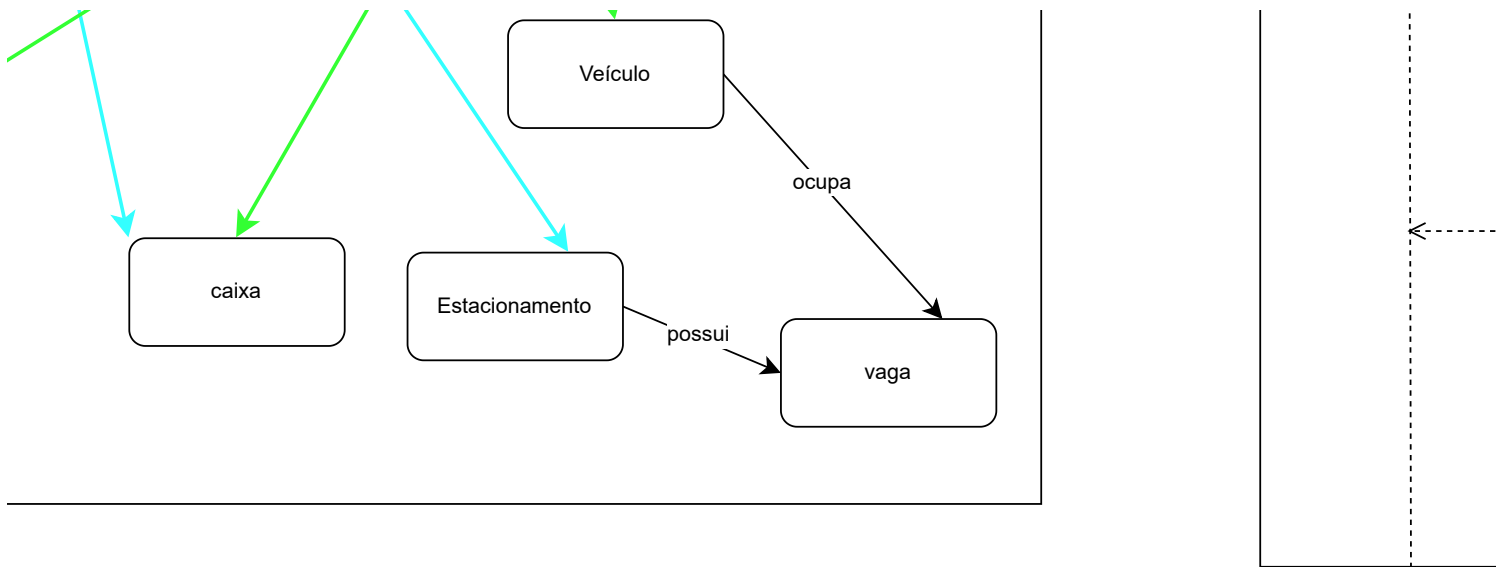 Veículo
ocupa
caixa
Estacionamento
possui
vaga